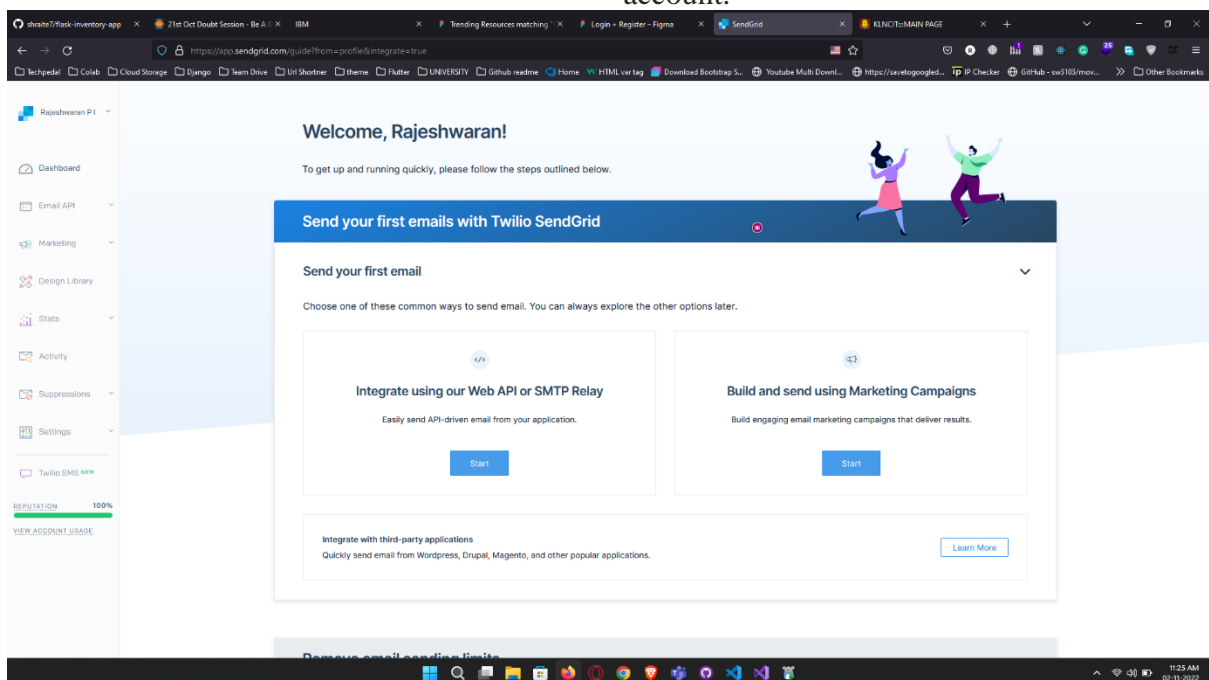 account.
shraite7/flask-inventory-app
21st Oct Doubt Session - Be A
IBM
Trending Resources matching
Login + Register – Figma
SendGrid
KLNCIT::MAIN PAGE
https://app.sendgrid.com/guide?from=profile&integrate=true
25
Techpedal
Colab
Cloud Storage
Django
Team Drive
Url Shortner
theme
Flutter
UNIVERSITY
Github readme
Home
HTML var tag
Download Bootstrap S...
Youtube Multi Downl...
https://savetogoogled...
IP Checker
GitHub - sw3103/mov...
Other Bookmarks
Rajeshwaran P I
Dashboard
Email API
Marketing
Design Library
Stats
Activity
Suppressions
Settings
Twilio SMS NEW
REPUTATION 100%
VIEW ACCOUNT USAGE
Welcome, Rajeshwaran!
To get up and running quickly, please follow the steps outlined below.
Send your first emails with Twilio SendGrid
Send your first email
Choose one of these common ways to send email. You can always explore the other options later.
Integrate using our Web API or SMTP Relay
Easily send API-driven email from your application.
Start
Build and send using Marketing Campaigns
Build engaging email marketing campaigns that deliver results.
Start
Integrate with third-party applications
Quickly send email from Wordpress, Drupal, Magento, and other popular applications.
Learn More
Remove email sending limits
11:25 AM
02-11-2022